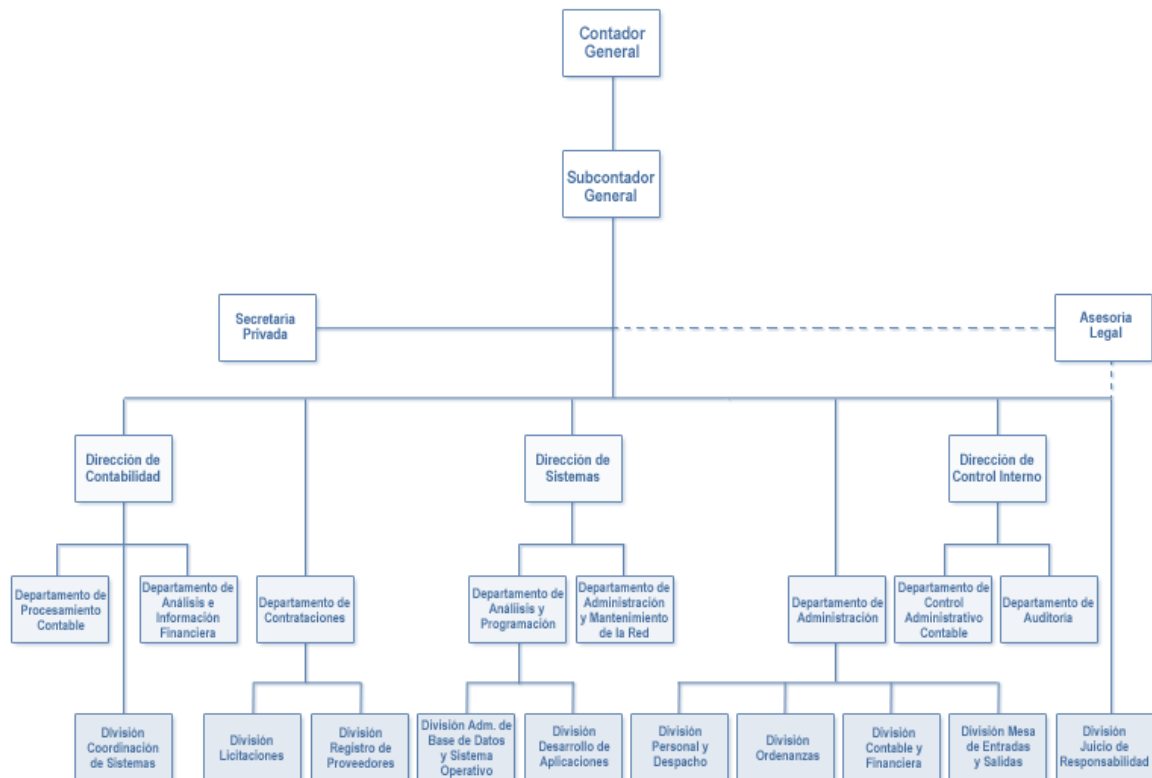 Contador
General
Subcontador
General
Secretaria
Privada
Asesoria
Legal
Dirección de
Contabilidad
Dirección de
Sistemas
Dirección de
Control Interno
Departamento de
Procesamiento
Contable
Departamento de
Análisis e
Información
Financiera
Departamento de
Contrataciones
Departamento de
Análiisis y
Programación
Departamento de
Administración
y Mantenimiento
de la Red
Departamento de
Administración
Departamento de
Control
Administrativo
Contable
Departamento de
Auditoría
División
Coordinación
de Sistemas
División
Licitaciones
División
Registro de
Proveedores
División Adm. de
Base de Datos
y Sistema
Operativo
División
Desarrollo de
Aplicaciones
División
Personal y
Despacho
División
Ordenanzas
División
Contable y
Financiera
División Mesa
de Entradas
y Salidas
División
Juicio de
Responsabilidad